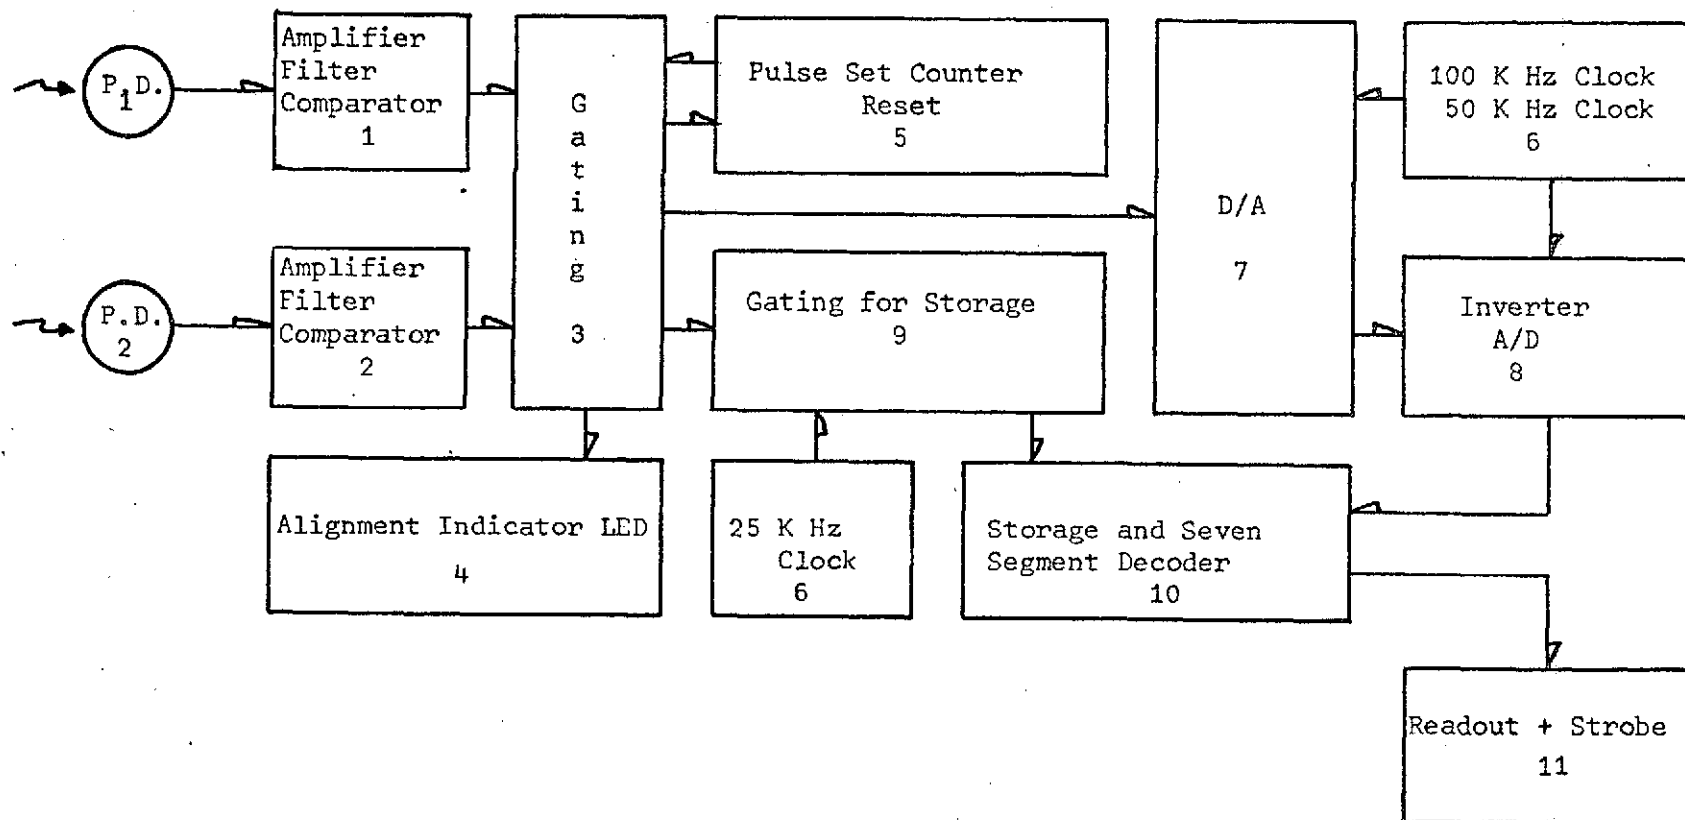 P.D.
1
Amplifier
Filter
Comparator
1
G
a
t
i
n
g
3
Pulse Set Counter
Reset
5
D/A
7
100 K Hz Clock
50 K Hz Clock
6
P.D.
2
Amplifier
Filter
Comparator
2
Gating for Storage
9
Inverter
A/D
8
Alignment Indicator LED
4
25 K Hz
Clock
6
Storage and Seven
Segment Decoder
10
Readout + Strobe
11